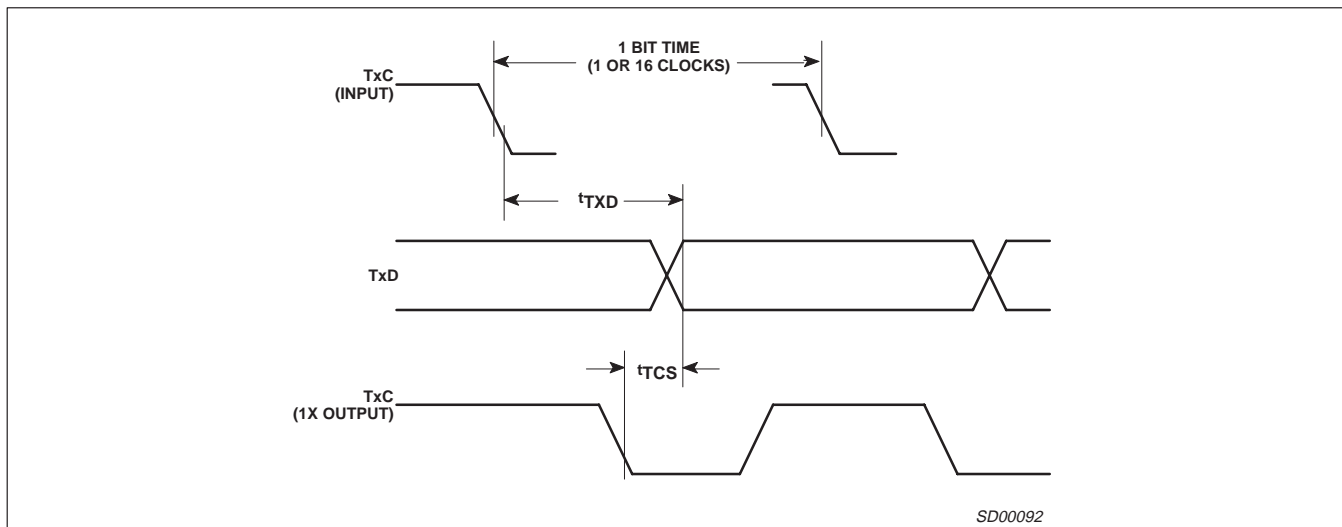 1 BIT TIME
(1 OR 16 CLOCKS)
TxC
(INPUT)
tTXD
TxD
tTCS
TxC
(1X OUTPUT)
SD00092